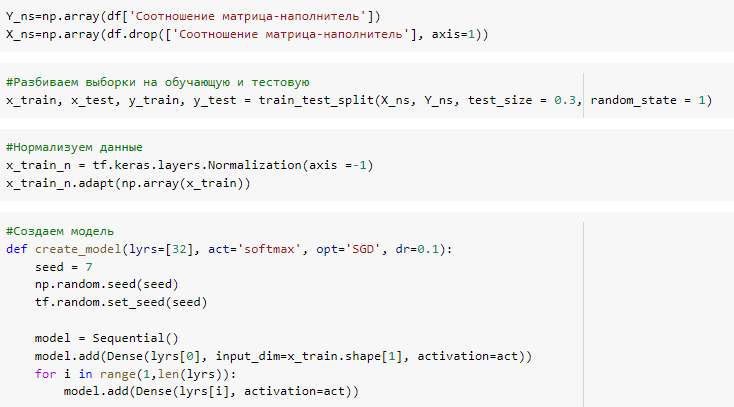 Y_ns=np.array(df['Соотношение матрица-наполнитель'])
X_ns=np.array(df.drop(['Соотношение матрица-наполнитель'], axis=1))
#Разбиваем выборки на обучающую и тестовую
x_train, x_test, y_train, y_test = train_test_split(X_ns, Y_ns, test_size = 0.3, random_state = 1)
#Нормализуем данные
x_train_n = tf.keras.layers.Normalization(axis =-1)
x_train_n.adapt(np.array(x_train))
#Создаем модель
def create_model(lyrs=[32], act='softmax', opt='SGD', dr=0.1):
    seed = 7
    np.random.seed(seed)
    tf.random.set_seed(seed)
    model = Sequential()
    model.add(Dense(lyrs[0], input_dim=x_train.shape[1], activation=act))
    for i in range(1,len(lyrs)):
        model.add(Dense(lyrs[i], activation=act))